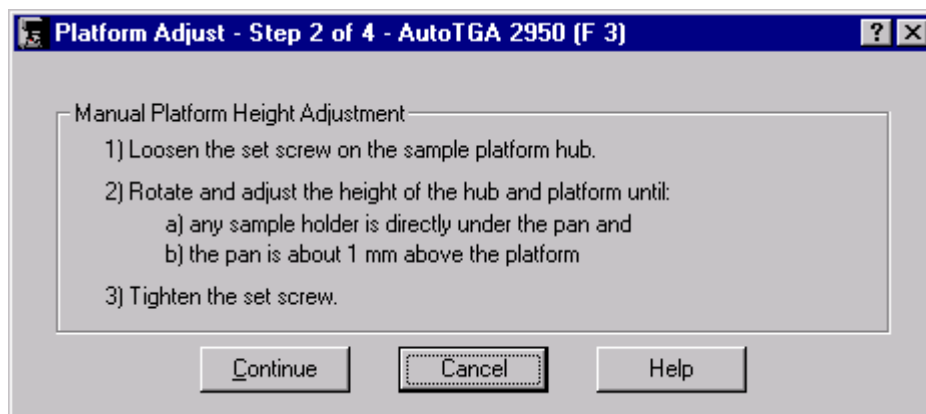 Platform Adjust - Step 2 of 4 - AutoTGA 2950 (F 3)
Manual Platform Height Adjustment
1) Loosen the set screw on the sample platform hub.
2) Rotate and adjust the height of the hub and platform until:
a) any sample holder is directly under the pan and
b) the pan is about 1 mm above the platform
3) Tighten the set screw.
Continue Cancel Help